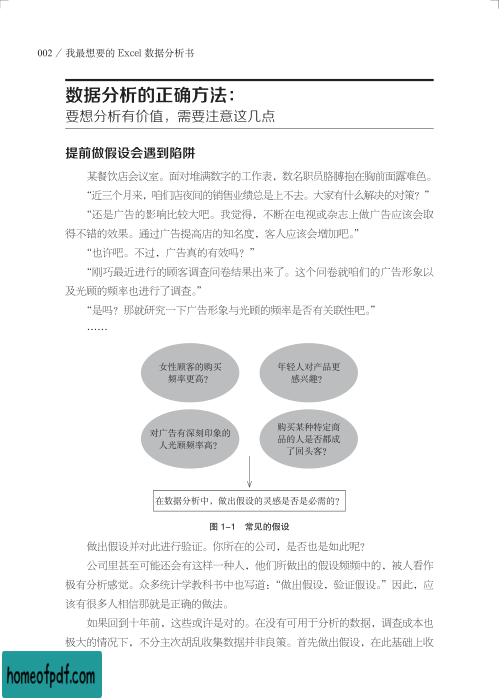 002 / 我最想要的 Excel 数据分析书
数据分析的正确方法：
要想分析有价值，需要注意这几点
提前做假设会遇到陷阱
某餐饮店会议室。面对堆满数字的工作表，数名职员胳膊抱在胸前面露难色。
“近三个月来，咱们店夜间的销售业绩总是上不去。大家有什么解决的对策？”
“还是广告的影响比较大吧。我觉得，不断在电视或杂志上做广告应该会取
得不错的效果。通过广告提高店的知名度，客人应该会增加吧。”
“也许吧。不过，广告真的有效吗？”
“刚巧最近进行的顾客调查问卷结果出来了。这个问卷就咱们的广告形象以
及光顾的频率也进行了调查。”
“是吗？那就研究一下广告形象与光顾的频率是否有关联性吧。”
……
女性顾客的购买
频率更高？
年轻人对产品更
感兴趣？
对广告有深刻印象的
人光顾频率高？
购买某种特定商
品的人是否都成
了回头客？
在数据分析中，做出假设的灵感是否是必需的？
图 1-1 常见的假设
做出假设并对此进行验证。你所在的公司，是否也是如此呢？
公司里甚至可能还会有这样一种人，他们所做出的假设频频中的，被人看作
极有分析感觉。众多统计学教科书中也写道：“做出假设，验证假设。”因此，应
该有很多人相信那就是正确的做法。
如果回到十年前，这些或许是对的。在没有可用于分析的数据，调查成本也
极大的情况下，不分主次胡乱收集数据并非良策。首先做出假设，在此基础上收
homeofpdf.com